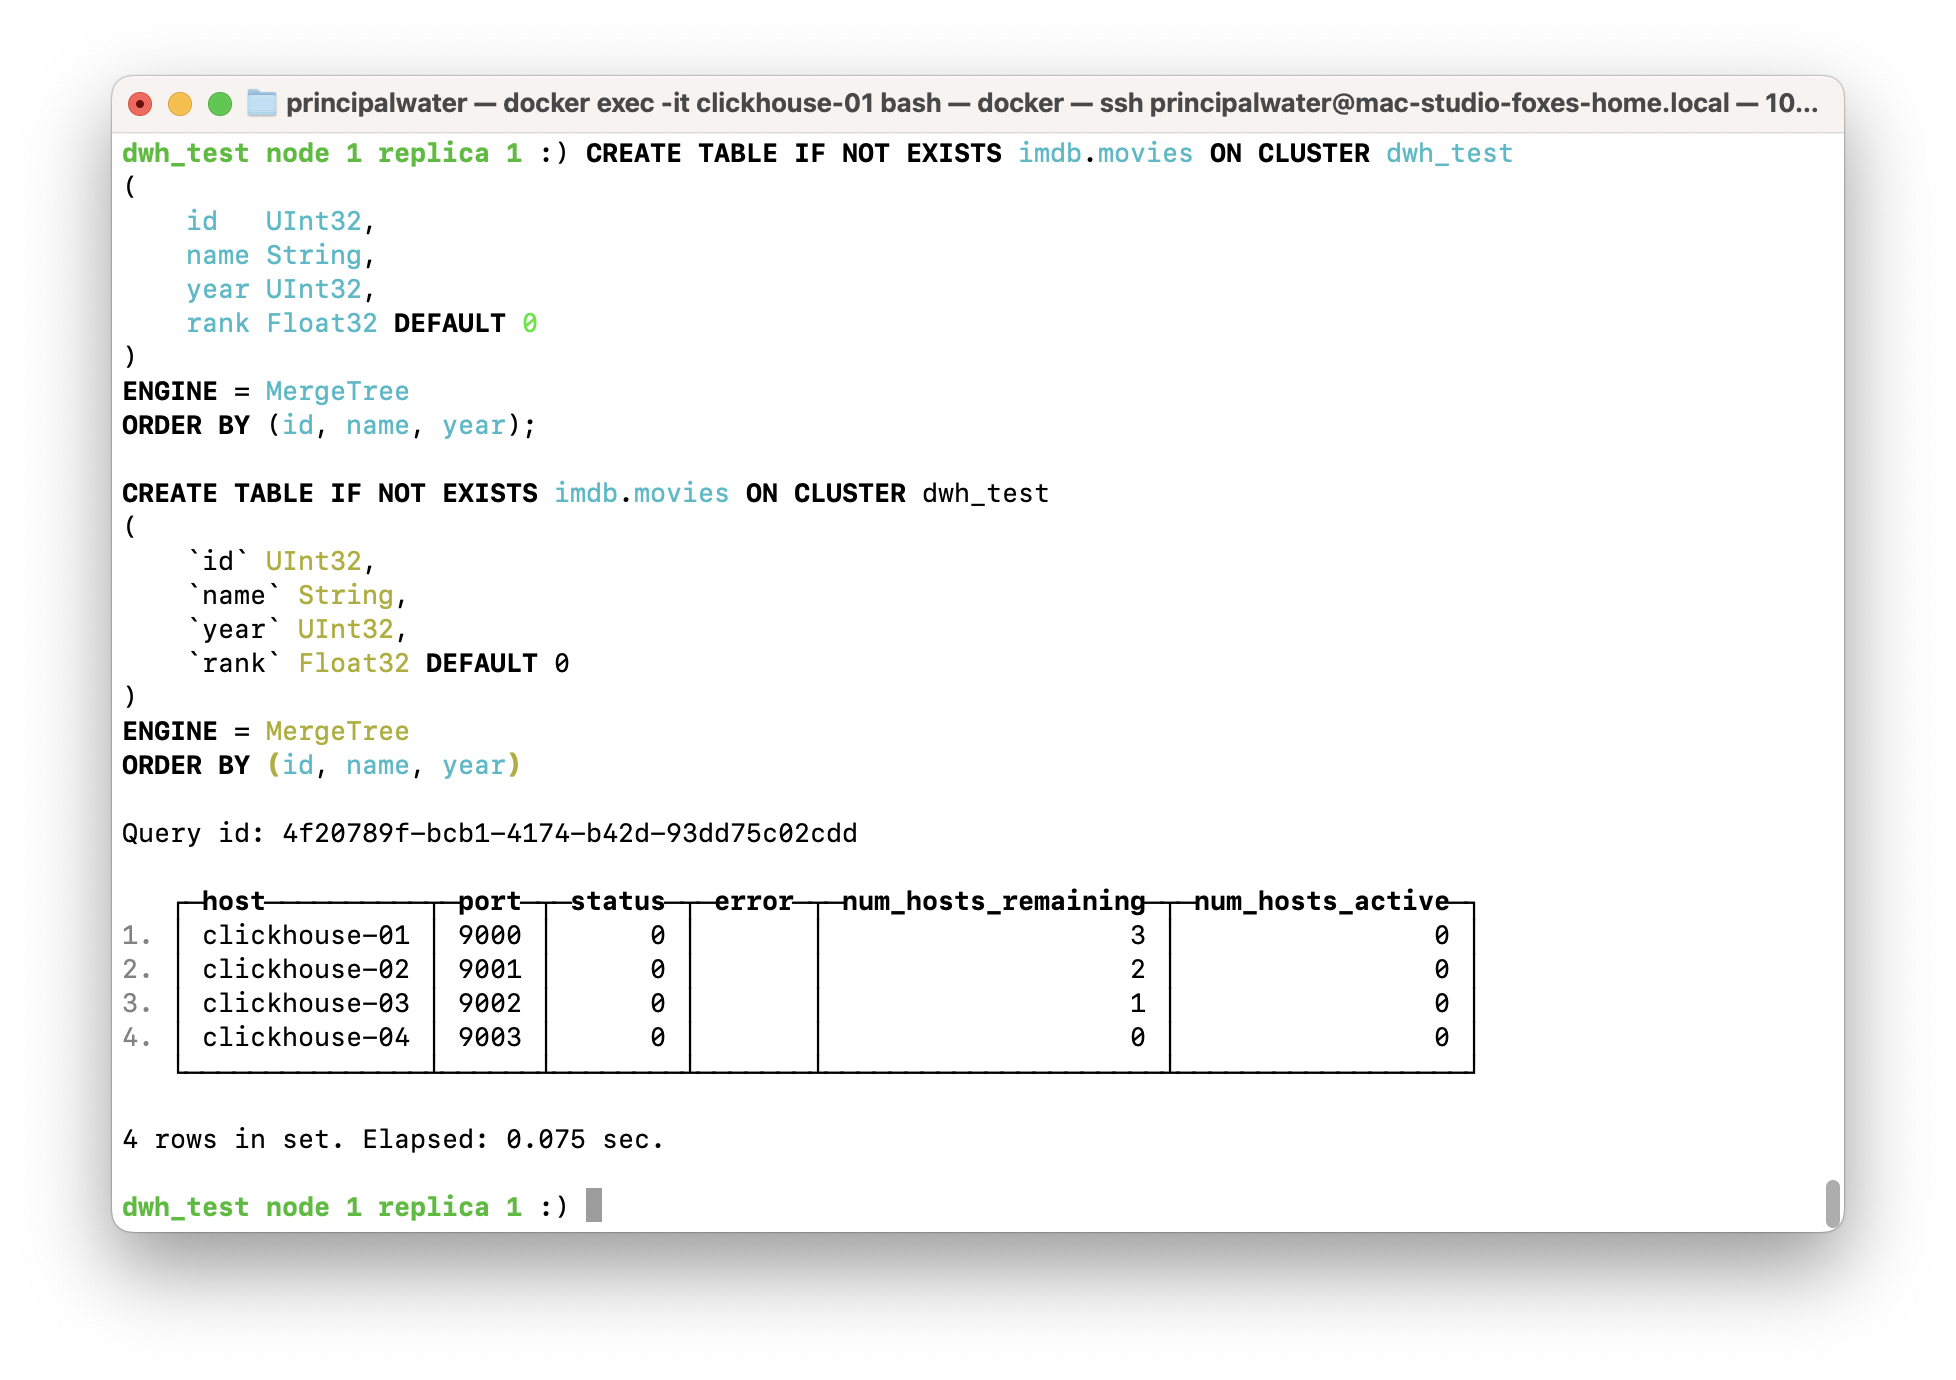 principalwater — docker exec -it clickhouse-01 bash — docker — ssh principalwater@mac-studio-foxes-home.local — 10...
dwh_test node 1 replica 1 :) CREATE TABLE IF NOT EXISTS imdb.movies ON CLUSTER dwh_test
(
    id   UInt32,
    name String,
    year UInt32,
    rank Float32 DEFAULT 0
)
ENGINE = MergeTree
ORDER BY (id, name, year);
CREATE TABLE IF NOT EXISTS imdb.movies ON CLUSTER dwh_test
(
    `id` UInt32,
    `name` String,
    `year` UInt32,
    `rank` Float32 DEFAULT 0
)
ENGINE = MergeTree
ORDER BY (id, name, year)
Query id: 4f20789f-bcb1-4174-b42d-93dd75c02cdd
host port status error num_hosts_remaining num_hosts_active
1. clickhouse-01 9000 0 3 0
2. clickhouse-02 9001 0 2 0
3. clickhouse-03 9002 0 1 0
4. clickhouse-04 9003 0 0 0
4 rows in set. Elapsed: 0.075 sec.
dwh_test node 1 replica 1 :)